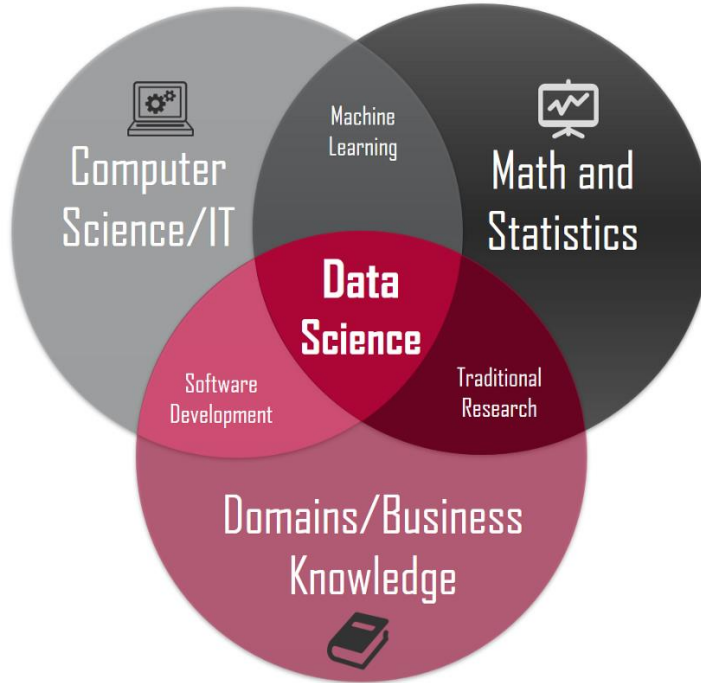 Machine
Learning
Computer
Science/IT
Math and
Statistics
Data
Science
Software
Development
Traditional
Research
Domains/Business
Knowledge